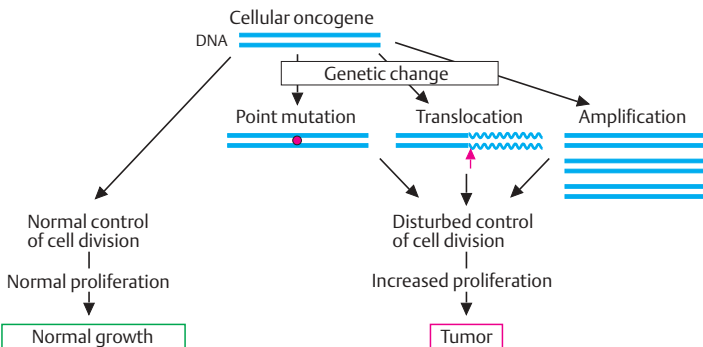 Cellular oncogene
DNA
Genetic change
Point mutation
Translocation
Amplification
Normal control
of cell division
Disturbed control
of cell division
Normal proliferation
Increased proliferation
Normal growth
Tumor